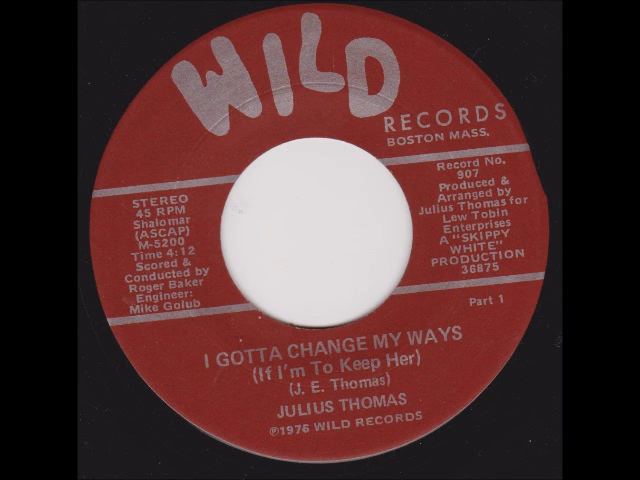 WILD
RECORDS
BOSTON MASS.
STEREO
45 RPM
Shalomar
(ASCAP)
M-5200
Time 4:12
Scored &
Conducted by
Roger Baker
Engineer:
Mike Golub
Record No.
907
Produced &
Arranged by
Julius Thomas for
Lew Tobin
Enterprises
A "SKIPPY
WHITE"
PRODUCTION
36875
Part 1
I GOTTA CHANGE MY WAYS
(If I'm To Keep Her)
(J. E. Thomas)
JULIUS THOMAS
℗1976 WILD RECORDS